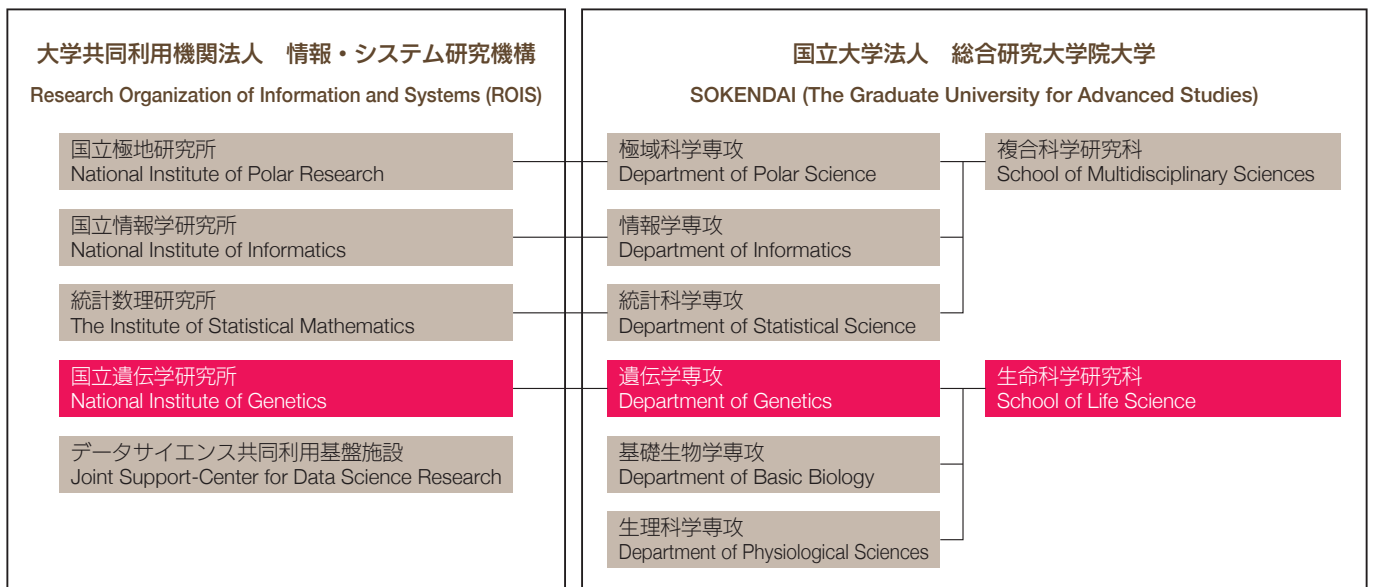 大学共同利用機関法人　情報・システム研究機構
Research Organization of Information and Systems (ROIS)
国立極地研究所
National Institute of Polar Research
国立情報学研究所
National Institute of Informatics
統計数理研究所
The Institute of Statistical Mathematics
国立遺伝学研究所
National Institute of Genetics
データサイエンス共同利用基盤施設
Joint Support-Center for Data Science Research
国立大学法人　総合研究大学院大学
SOKENDAI (The Graduate University for Advanced Studies)
極域科学専攻
Department of Polar Science
情報学専攻
Department of Informatics
統計科学専攻
Department of Statistical Science
遺伝学専攻
Department of Genetics
基礎生物学専攻
Department of Basic Biology
生理科学専攻
Department of Physiological Sciences
複合科学研究科
School of Multidisciplinary Sciences
生命科学研究科
School of Life Science